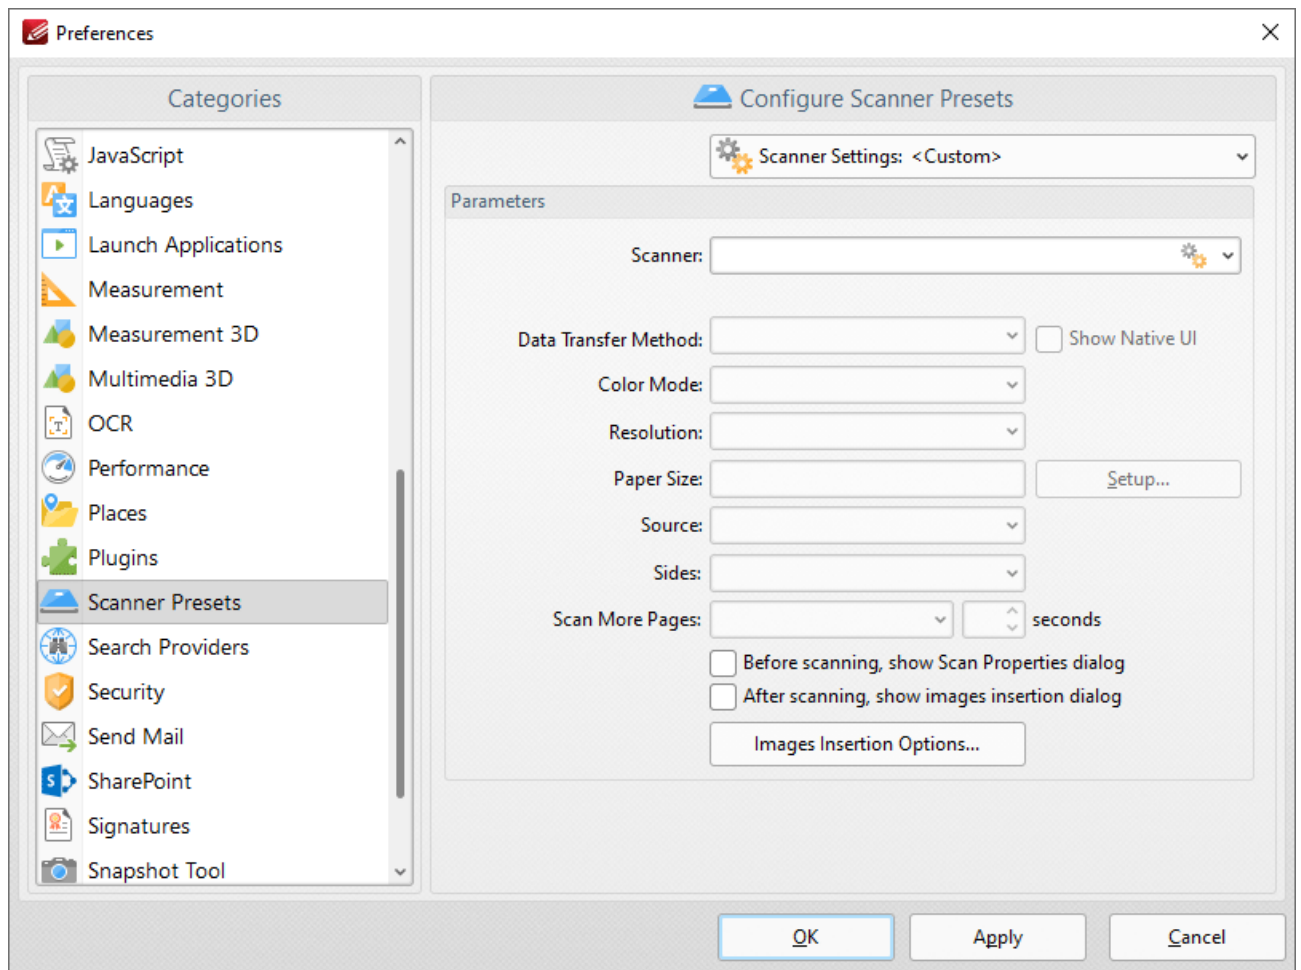 Preferences
Categories
JavaScript
Languages
Launch Applications
Measurement
Measurement 3D
Multimedia 3D
OCR
Performance
Places
Plugins
Scanner Presets
Search Providers
Security
Send Mail
SharePoint
Signatures
Snapshot Tool
Configure Scanner Presets
Scanner Settings: <Custom>
Parameters
Scanner:
Data Transfer Method:
Show Native UI
Color Mode:
Resolution:
Paper Size:
Setup...
Source:
Sides:
Scan More Pages:
seconds
Before scanning, show Scan Properties dialog
After scanning, show images insertion dialog
Images Insertion Options...
OK
Apply
Cancel